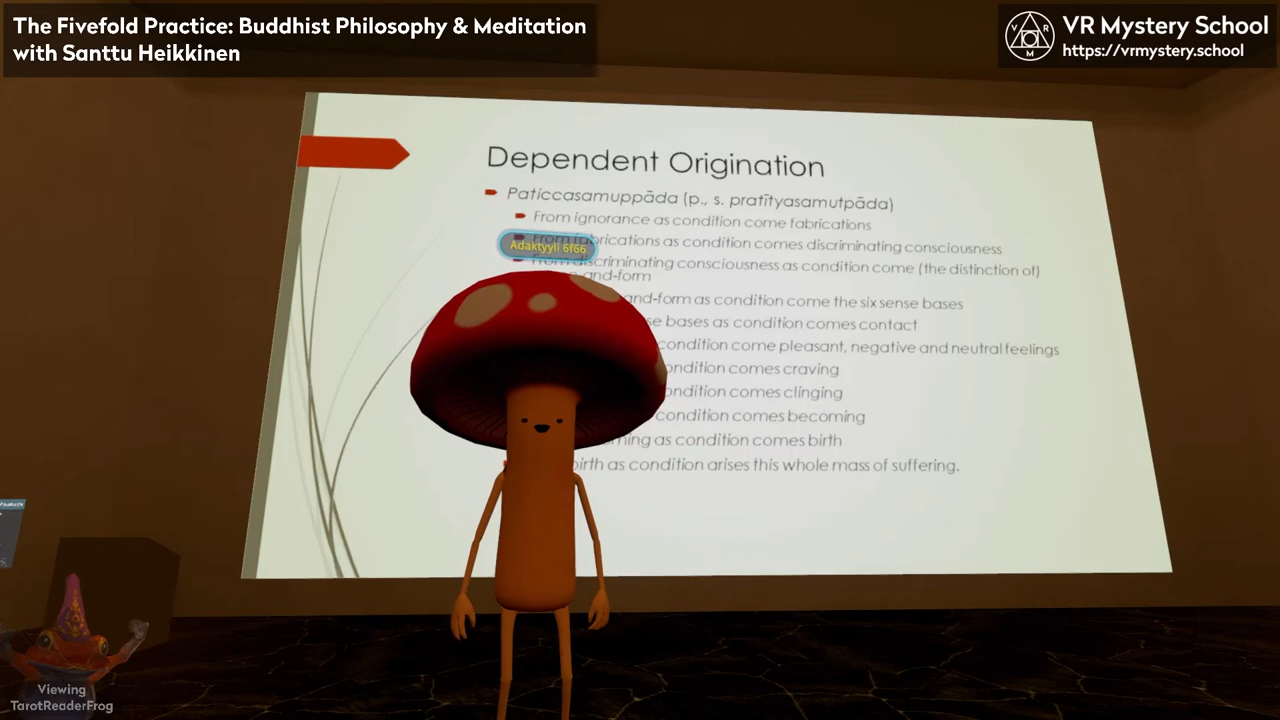 The Fivefold Practice: Buddhist Philosophy & Meditation
with Santtu Heikkinen
VR Mystery School
https://vrmystery.school
V R
M
Dependent Origination
Paticcasamuppāda (p., s. pratītyasamutpāda)
From ignorance as condition come fabrications
From fabrications as condition comes discriminating consciousness
Adaktyyli 6f66
From discriminating consciousness as condition come (the distinction of)
and-form
and-form as condition come the six sense bases
bases as condition comes contact
condition come pleasant, negative and neutral feelings
condition comes craving
condition comes clinging
condition comes becoming
as condition comes birth
birth as condition arises this whole mass of suffering.
Viewing
TarotReaderFrog